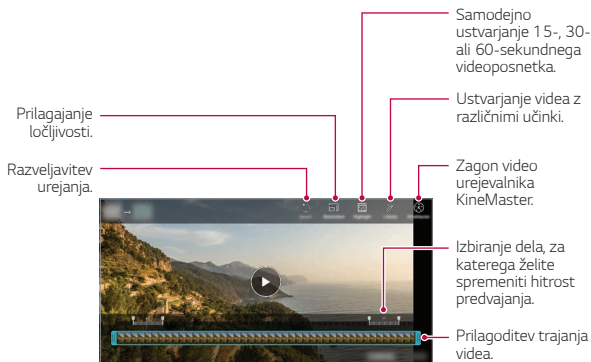 Samodejno
ustvarjanje 15-, 30-
ali 60-sekundnega
videoposnetka.
Ustvarjanje videa z
različnimi učinki.
Prilagajanje
ločljivosti.
Razveljavitev
urejanja.
Zagon video
urejevalnika
KineMaster.
Izbiranje dela, za
katerega želite
spremeniti hitrost
predvajanja.
Prilagoditev trajanja
videa.